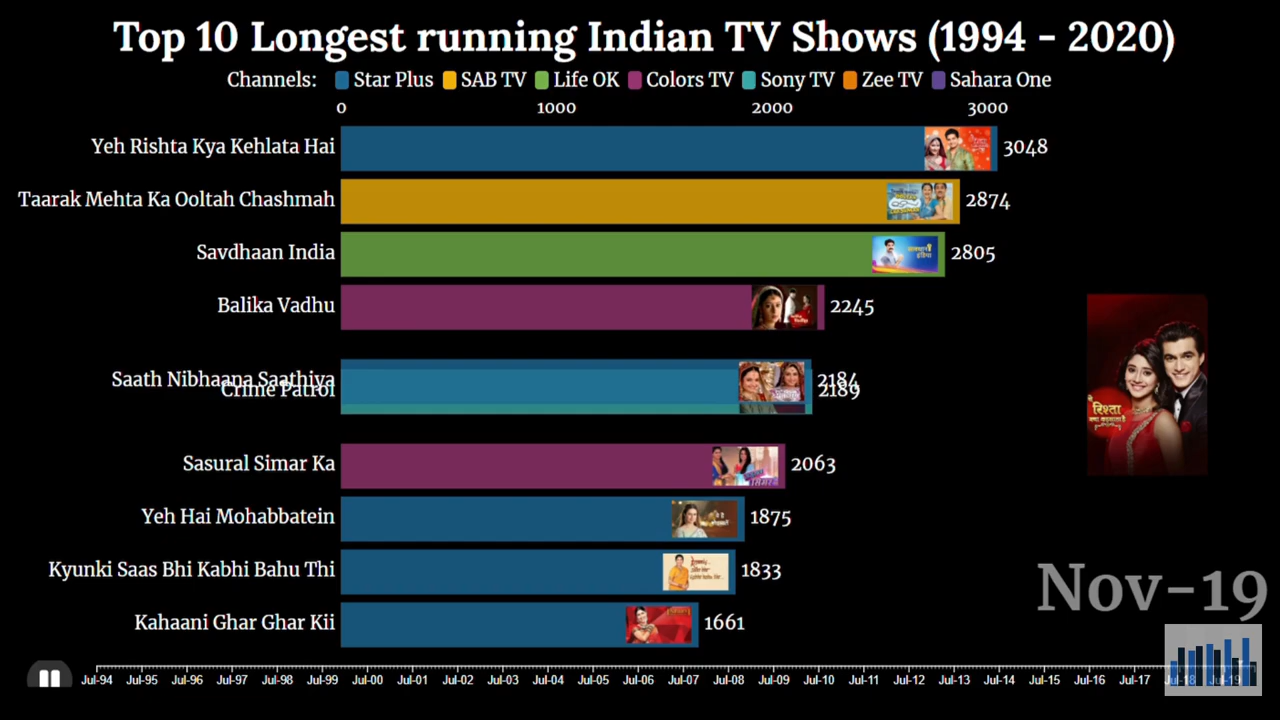 Top 10 Longest running Indian TV Shows (1994 - 2020)
Channels: Star Plus SAB TV Life OK Colors TV Sony TV Zee TV Sahara One
0 1000 2000 3000
Yeh Rishta Kya Kehlata Hai 3048
Taarak Mehta Ka Ooltah Chashmah 2874
Savdhaan India 2805
Balika Vadhu 2245
Saath Nibhaana Saathiya 2184
Crime Patrol 2189
Sasural Simar Ka 2063
Yeh Hai Mohabbatein 1875
Kyunki Saas Bhi Kabhi Bahu Thi 1833
Kahaani Ghar Ghar Kii 1661
रिश्ता
Nov-19
Jul-94 Jul-95 Jul-96 Jul-97 Jul-98 Jul-99 Jul-00 Jul-01 Jul-02 Jul-03 Jul-04 Jul-05 Jul-06 Jul-07 Jul-08 Jul-09 Jul-10 Jul-11 Jul-12 Jul-13 Jul-14 Jul-15 Jul-16 Jul-17 Jul-18 Jul-19